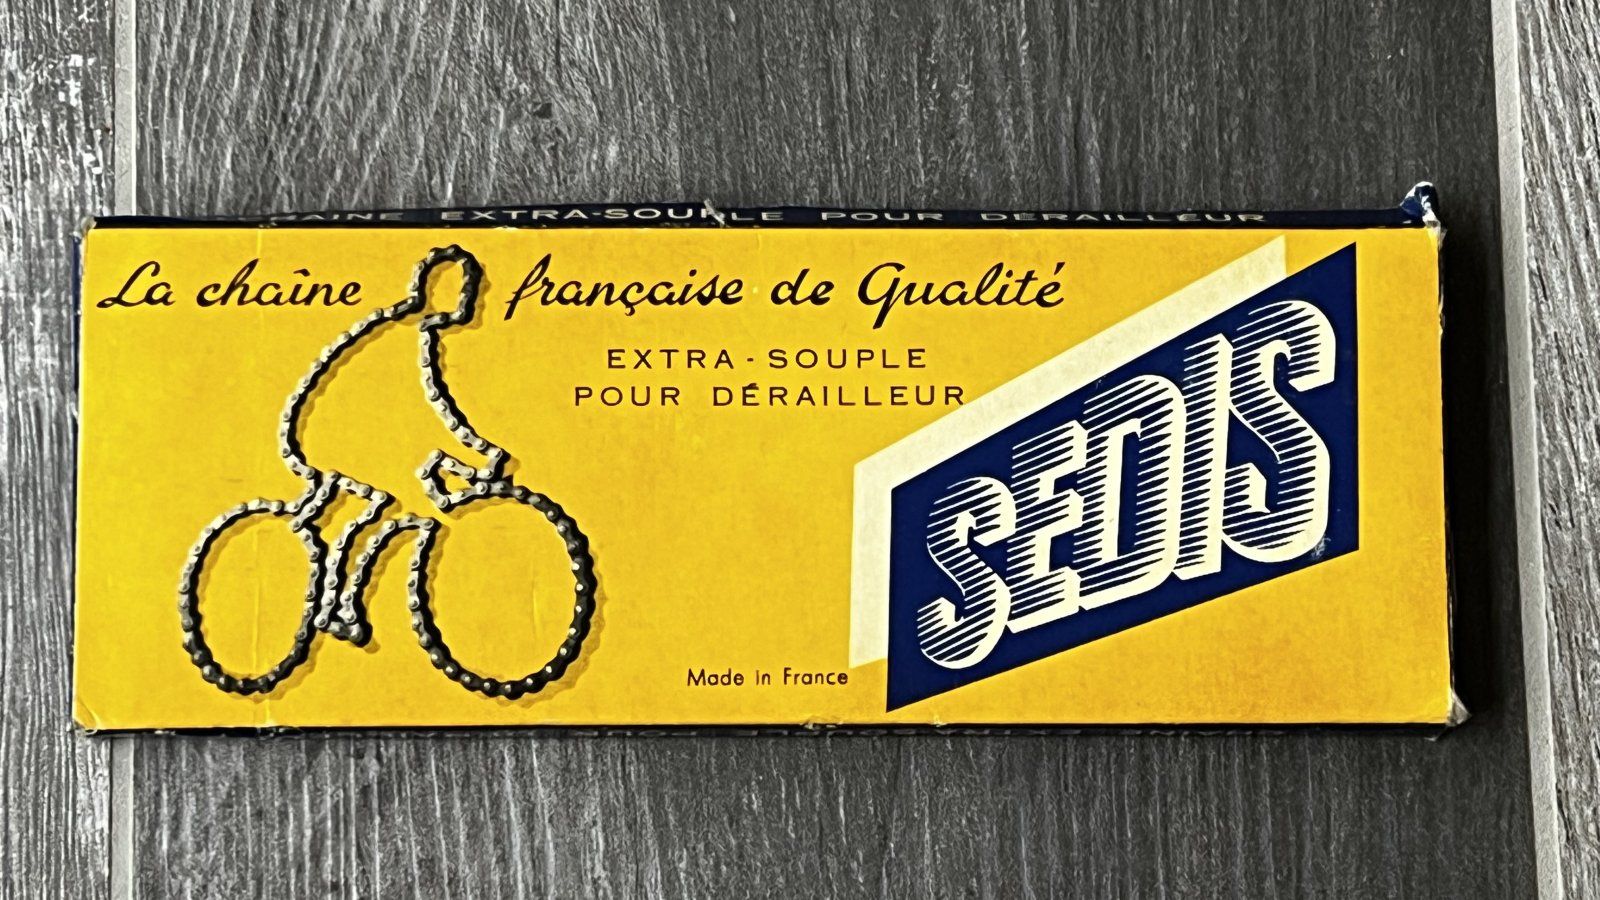 CHAINE EXTRA-SOUPLE POUR DÉRAILLEUR
La chaîne française de Qualité
EXTRA-SOUPLE
POUR DÉRAILLEUR
SEDIS
Made in France